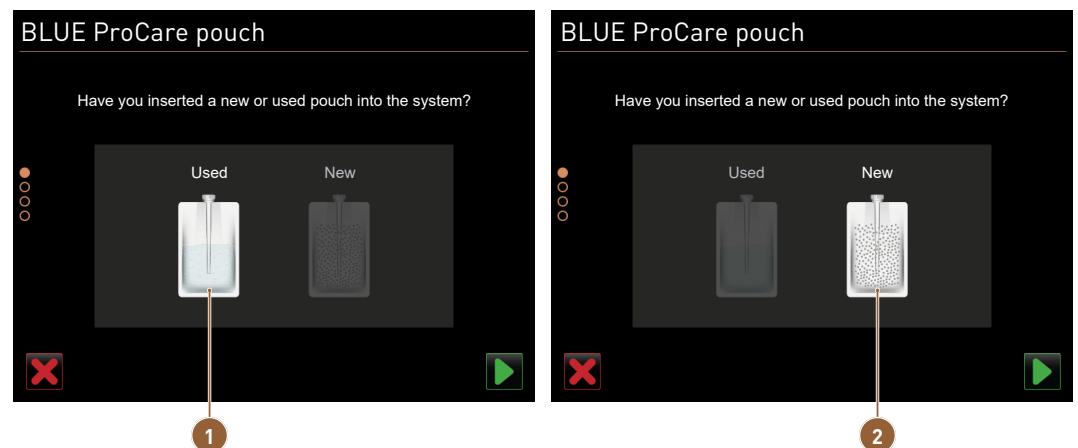 BLUE ProCare pouch
Have you inserted a new or used pouch into the system?
Used
New
1
BLUE ProCare pouch
Have you inserted a new or used pouch into the system?
Used
New
2